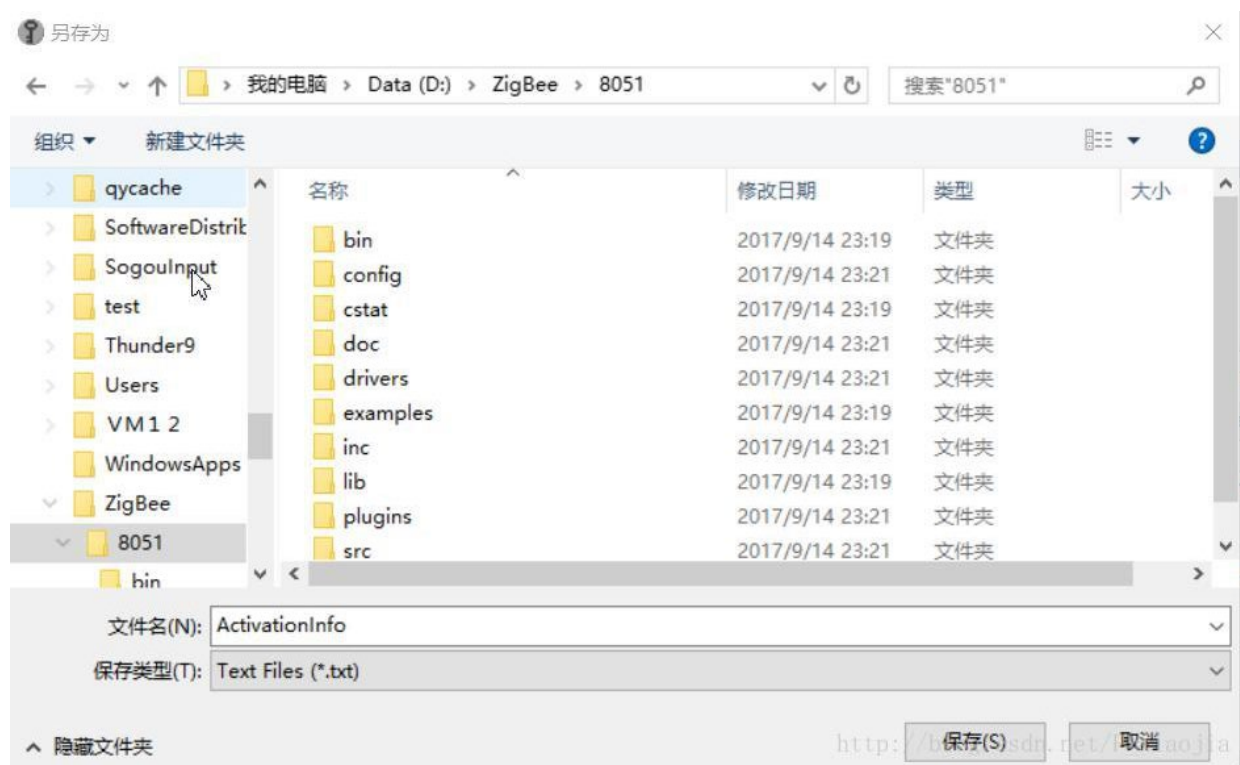 另存为
我的电脑 > Data (D:) > ZigBee > 8051
搜索"8051"
组织 新建文件夹
qycache
SoftwareDistrib
SogouInput
test
Thunder9
Users
VM12
WindowsApps
ZigBee
8051
bin
名称 修改日期 类型 大小
bin 2017/9/14 23:19 文件夹
config 2017/9/14 23:21 文件夹
cstat 2017/9/14 23:19 文件夹
doc 2017/9/14 23:21 文件夹
drivers 2017/9/14 23:21 文件夹
examples 2017/9/14 23:19 文件夹
inc 2017/9/14 23:21 文件夹
lib 2017/9/14 23:19 文件夹
plugins 2017/9/14 23:21 文件夹
src 2017/9/14 23:21 文件夹
文件名(N): ActivationInfo
保存类型(T): Text Files (*.txt)
隐藏文件夹
保存(S) 取消